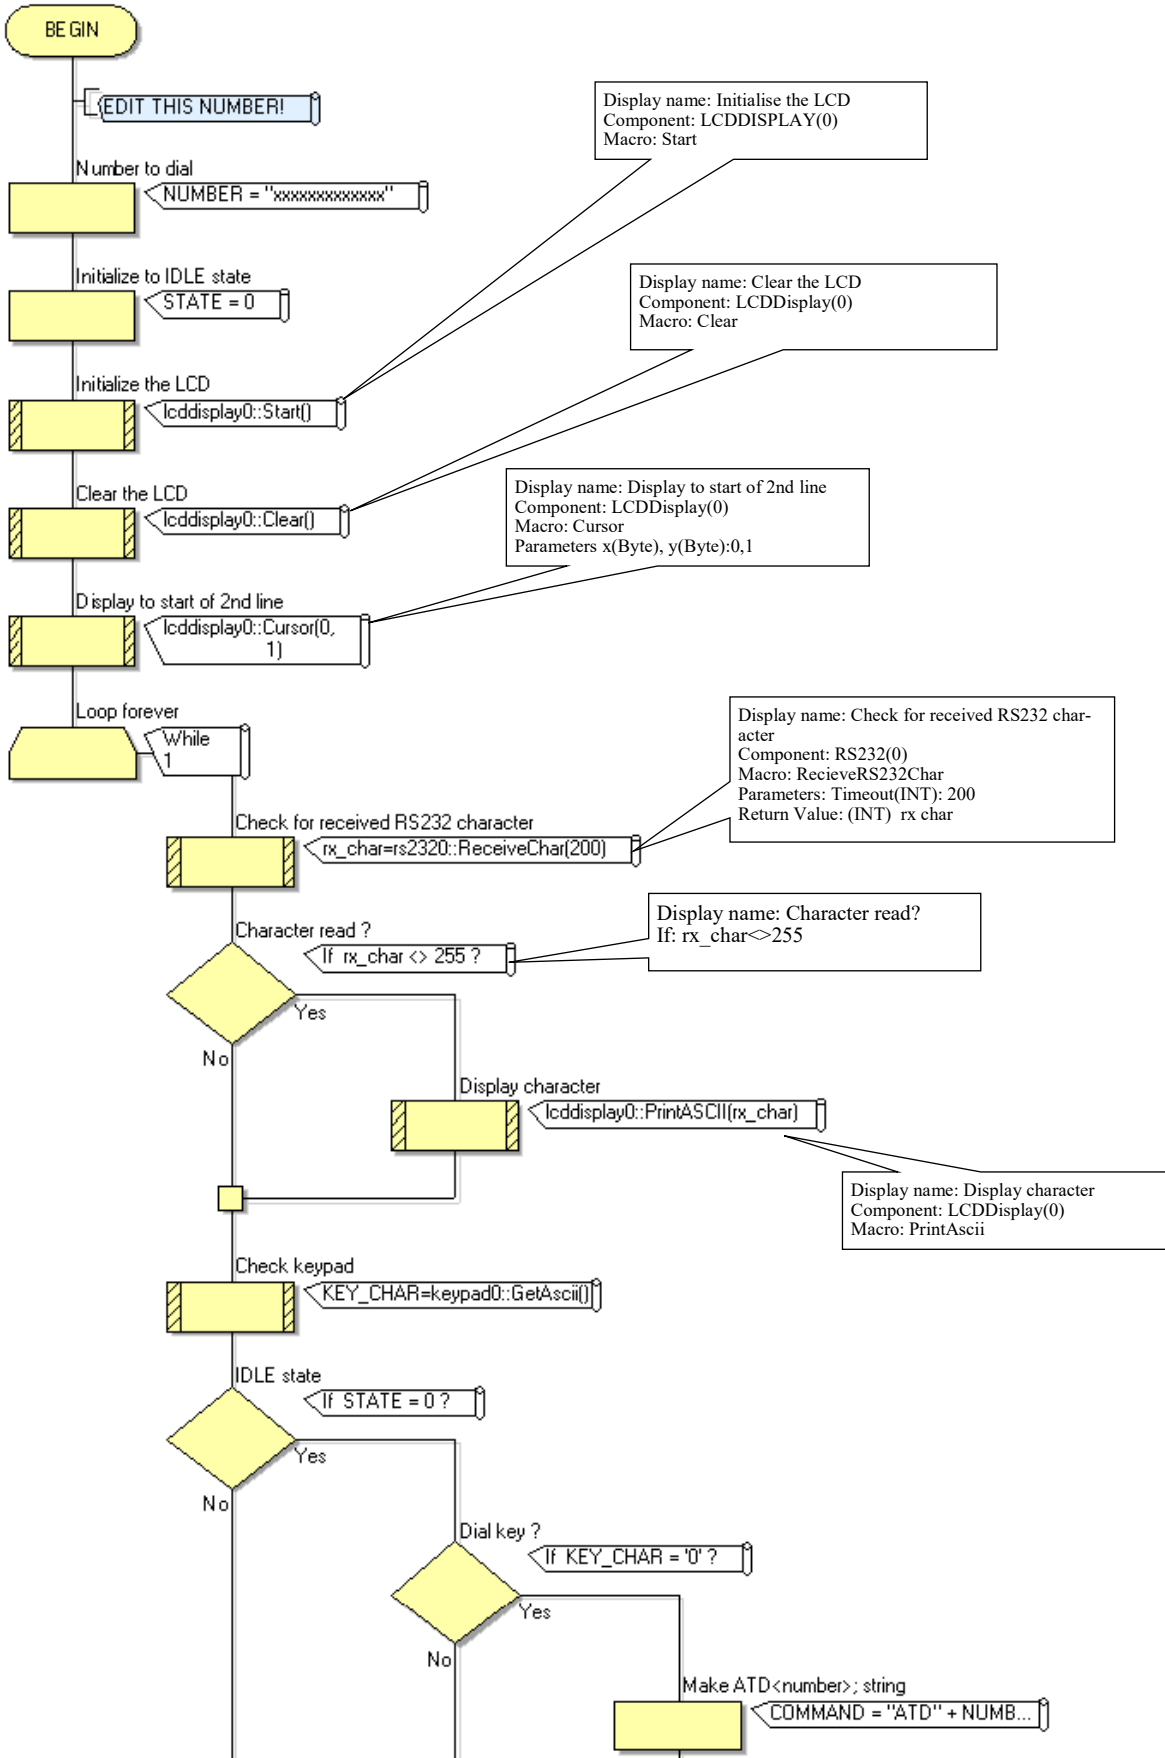 BEGIN
EDIT THIS NUMBER!
Display name: Initialise the LCD
Component: LCDDISPLAY(0)
Macro: Start
Number to dial
NUMBER = "xxxxxxxxxxxxx"
Initialize to IDLE state
STATE = 0
Display name: Clear the LCD
Component: LCDDisplay(0)
Macro: Clear
Initialize the LCD
lcddisplay0::Start()
Clear the LCD
lcddisplay0::Clear()
Display name: Display to start of 2nd line
Component: LCDDisplay(0)
Macro: Cursor
Parameters x(Byte), y(Byte):0,1
Display to start of 2nd line
lcddisplay0::Cursor(0,
1)
Loop forever
While
1
Display name: Check for received RS232 char-
acter
Component: RS232(0)
Macro: RecieveRS232Char
Parameters: Timeout(INT): 200
Return Value: (INT)  rx char
Check for received RS232 character
rx_char=rs2320::ReceiveChar(200)
Character read ?
If  rx_char <> 255 ?
Display name: Character read?
If: rx_char<>255
Yes
No
Display character
lcddisplay0::PrintASCII(rx_char)
Display name: Display character
Component: LCDDisplay(0)
Macro: PrintAscii
Check keypad
KEY_CHAR=keypad0::GetAscii()
IDLE state
If  STATE = 0 ?
Yes
No
Dial key ?
If  KEY_CHAR = '0' ?
Yes
No
Make ATD<number>; string
COMMAND = "ATD" + NUMB...